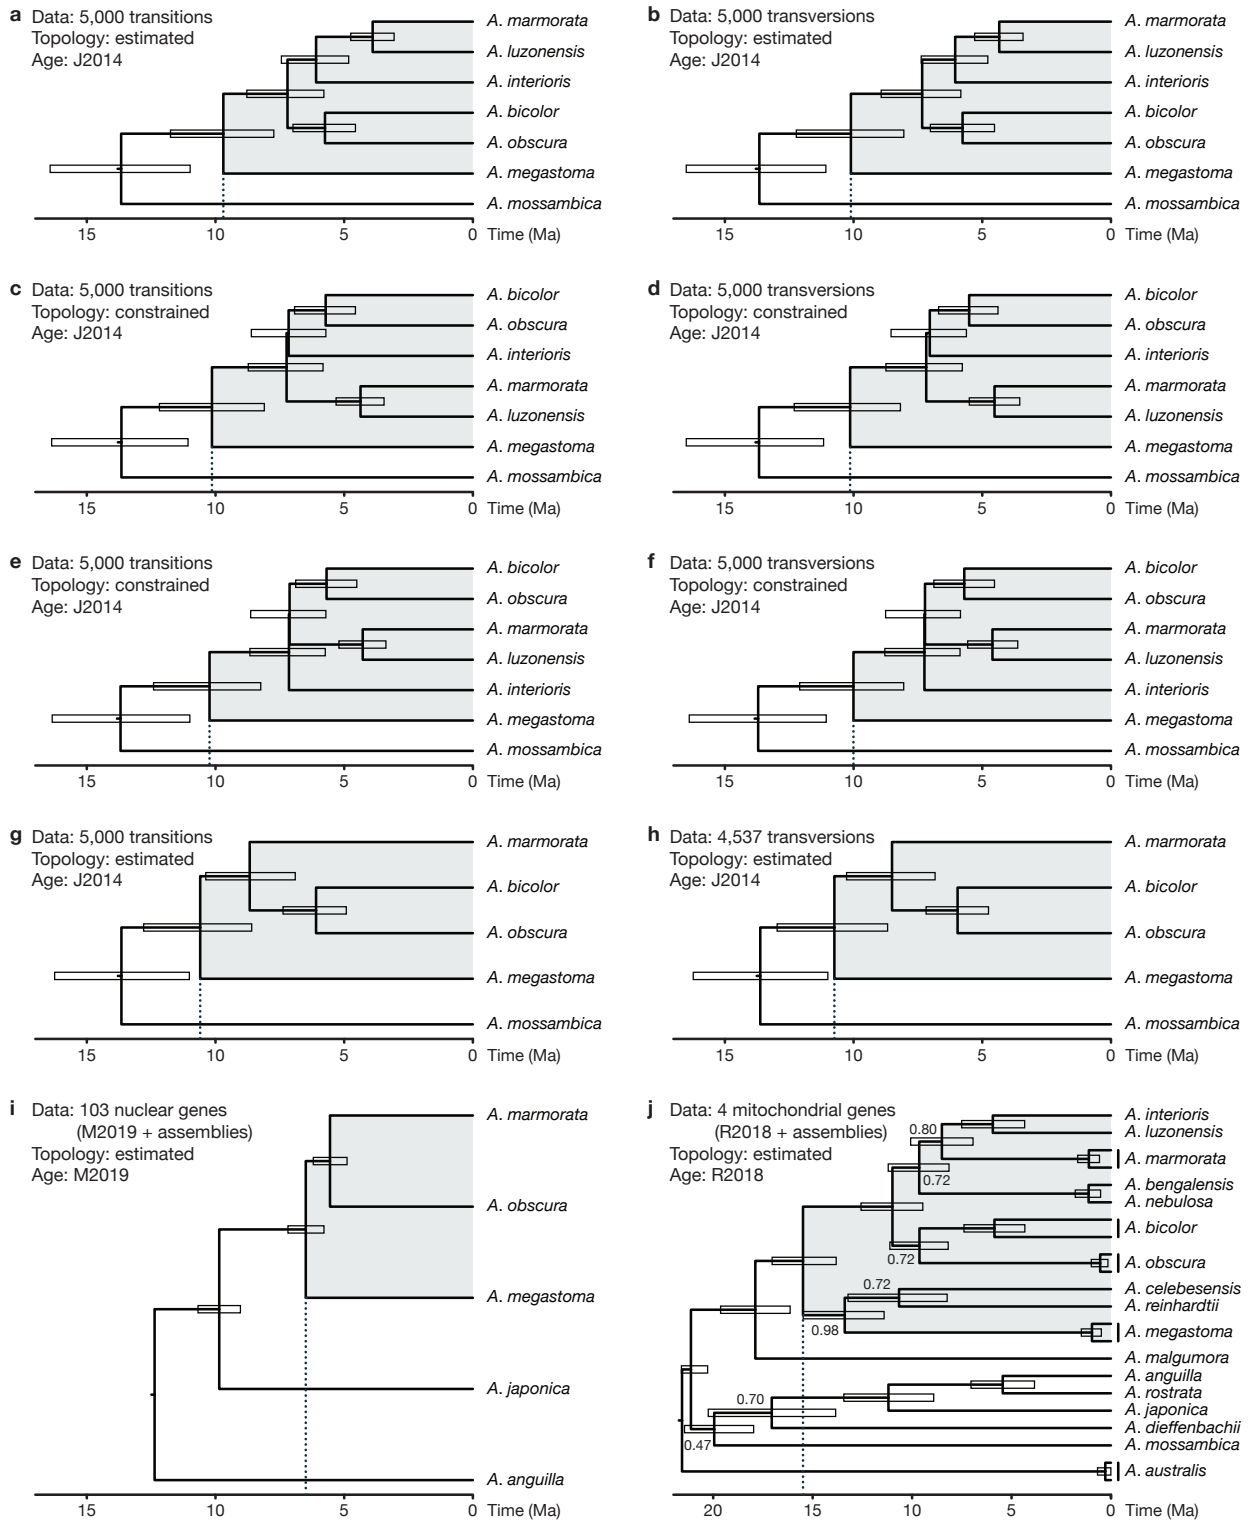 a Data: 5,000 transitions
Topology: estimated
Age: J2014
A. marmorata
A. luzonensis
A. interioris
A. bicolor
A. obscura
A. megastoma
A. mossambica
15 10 5 0 Time (Ma)
b Data: 5,000 transversions
Topology: estimated
Age: J2014
A. marmorata
A. luzonensis
A. interioris
A. bicolor
A. obscura
A. megastoma
A. mossambica
15 10 5 0 Time (Ma)
c Data: 5,000 transitions
Topology: constrained
Age: J2014
A. bicolor
A. obscura
A. interioris
A. marmorata
A. luzonensis
A. megastoma
A. mossambica
15 10 5 0 Time (Ma)
d Data: 5,000 transversions
Topology: constrained
Age: J2014
A. bicolor
A. obscura
A. interioris
A. marmorata
A. luzonensis
A. megastoma
A. mossambica
15 10 5 0 Time (Ma)
e Data: 5,000 transitions
Topology: constrained
Age: J2014
A. bicolor
A. obscura
A. marmorata
A. luzonensis
A. interioris
A. megastoma
A. mossambica
15 10 5 0 Time (Ma)
f Data: 5,000 transversions
Topology: constrained
Age: J2014
A. bicolor
A. obscura
A. marmorata
A. luzonensis
A. interioris
A. megastoma
A. mossambica
15 10 5 0 Time (Ma)
g Data: 5,000 transitions
Topology: estimated
Age: J2014
A. marmorata
A. bicolor
A. obscura
A. megastoma
A. mossambica
15 10 5 0 Time (Ma)
h Data: 4,537 transversions
Topology: estimated
Age: J2014
A. marmorata
A. bicolor
A. obscura
A. megastoma
A. mossambica
15 10 5 0 Time (Ma)
i Data: 103 nuclear genes
(M2019 + assemblies)
Topology: estimated
Age: M2019
A. marmorata
A. obscura
A. megastoma
A. japonica
A. anguilla
15 10 5 0 Time (Ma)
j Data: 4 mitochondrial genes
(R2018 + assemblies)
Topology: estimated
Age: R2018
A. interioris
0.80
A. luzonensis
A. marmorata
0.72
A. bengalensis
A. nebulosa
A. bicolor
0.72
A. obscura
0.72
A. celebesensis
A. reinhardtii
0.98
A. megastoma
A. malgumora
A. anguilla
A. rostrata
0.70
A. japonica
A. dieffenbachii
0.47
A. mossambica
A. australis
20 15 10 5 0 Time (Ma)